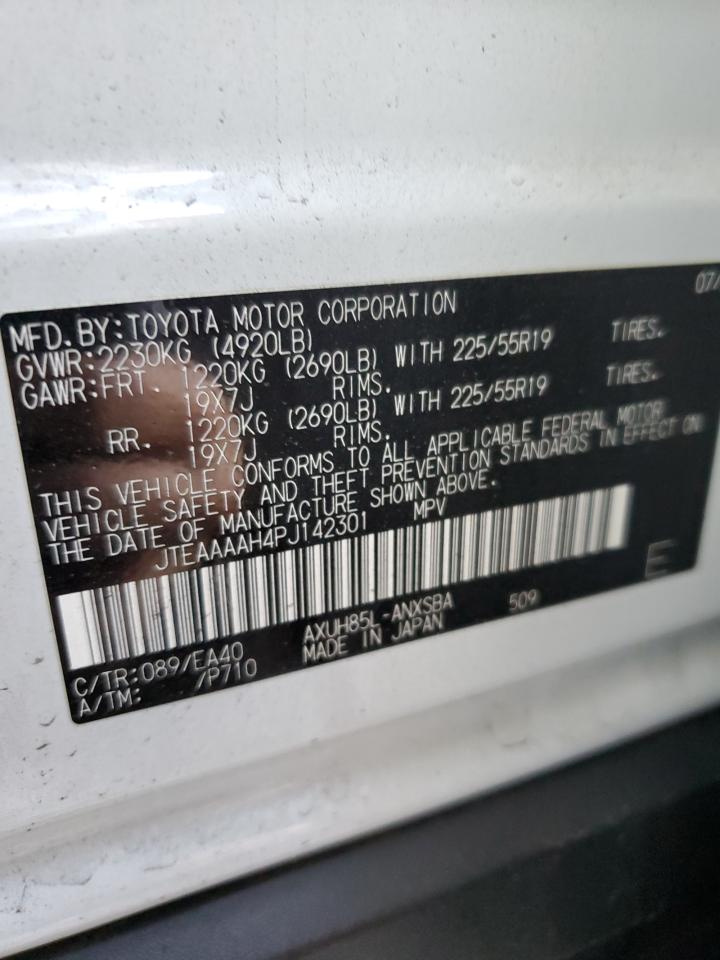 07/
MFD.BY:TOYOTA MOTOR CORPORATION
GVWR:2230KG (4920LB)
GAWR:FRT. 1220KG (2690LB) WITH 225/55R19 TIRES.
19X7J RIMS.
RR. 1220KG (2690LB) WITH 225/55R19 TIRES.
19X7J RIMS.
THIS VEHICLE CONFORMS TO ALL APPLICABLE FEDERAL MOTOR
VEHICLE SAFETY AND THEFT PREVENTION STANDARDS IN EFFECT ON
THE DATE OF MANUFACTURE SHOWN ABOVE.
JTEAAAAH4PJ142301 MPV
E
C/TR:089/EA40 AXUH85L-ANXSBA 509
A/TM: /P710 MADE IN JAPAN